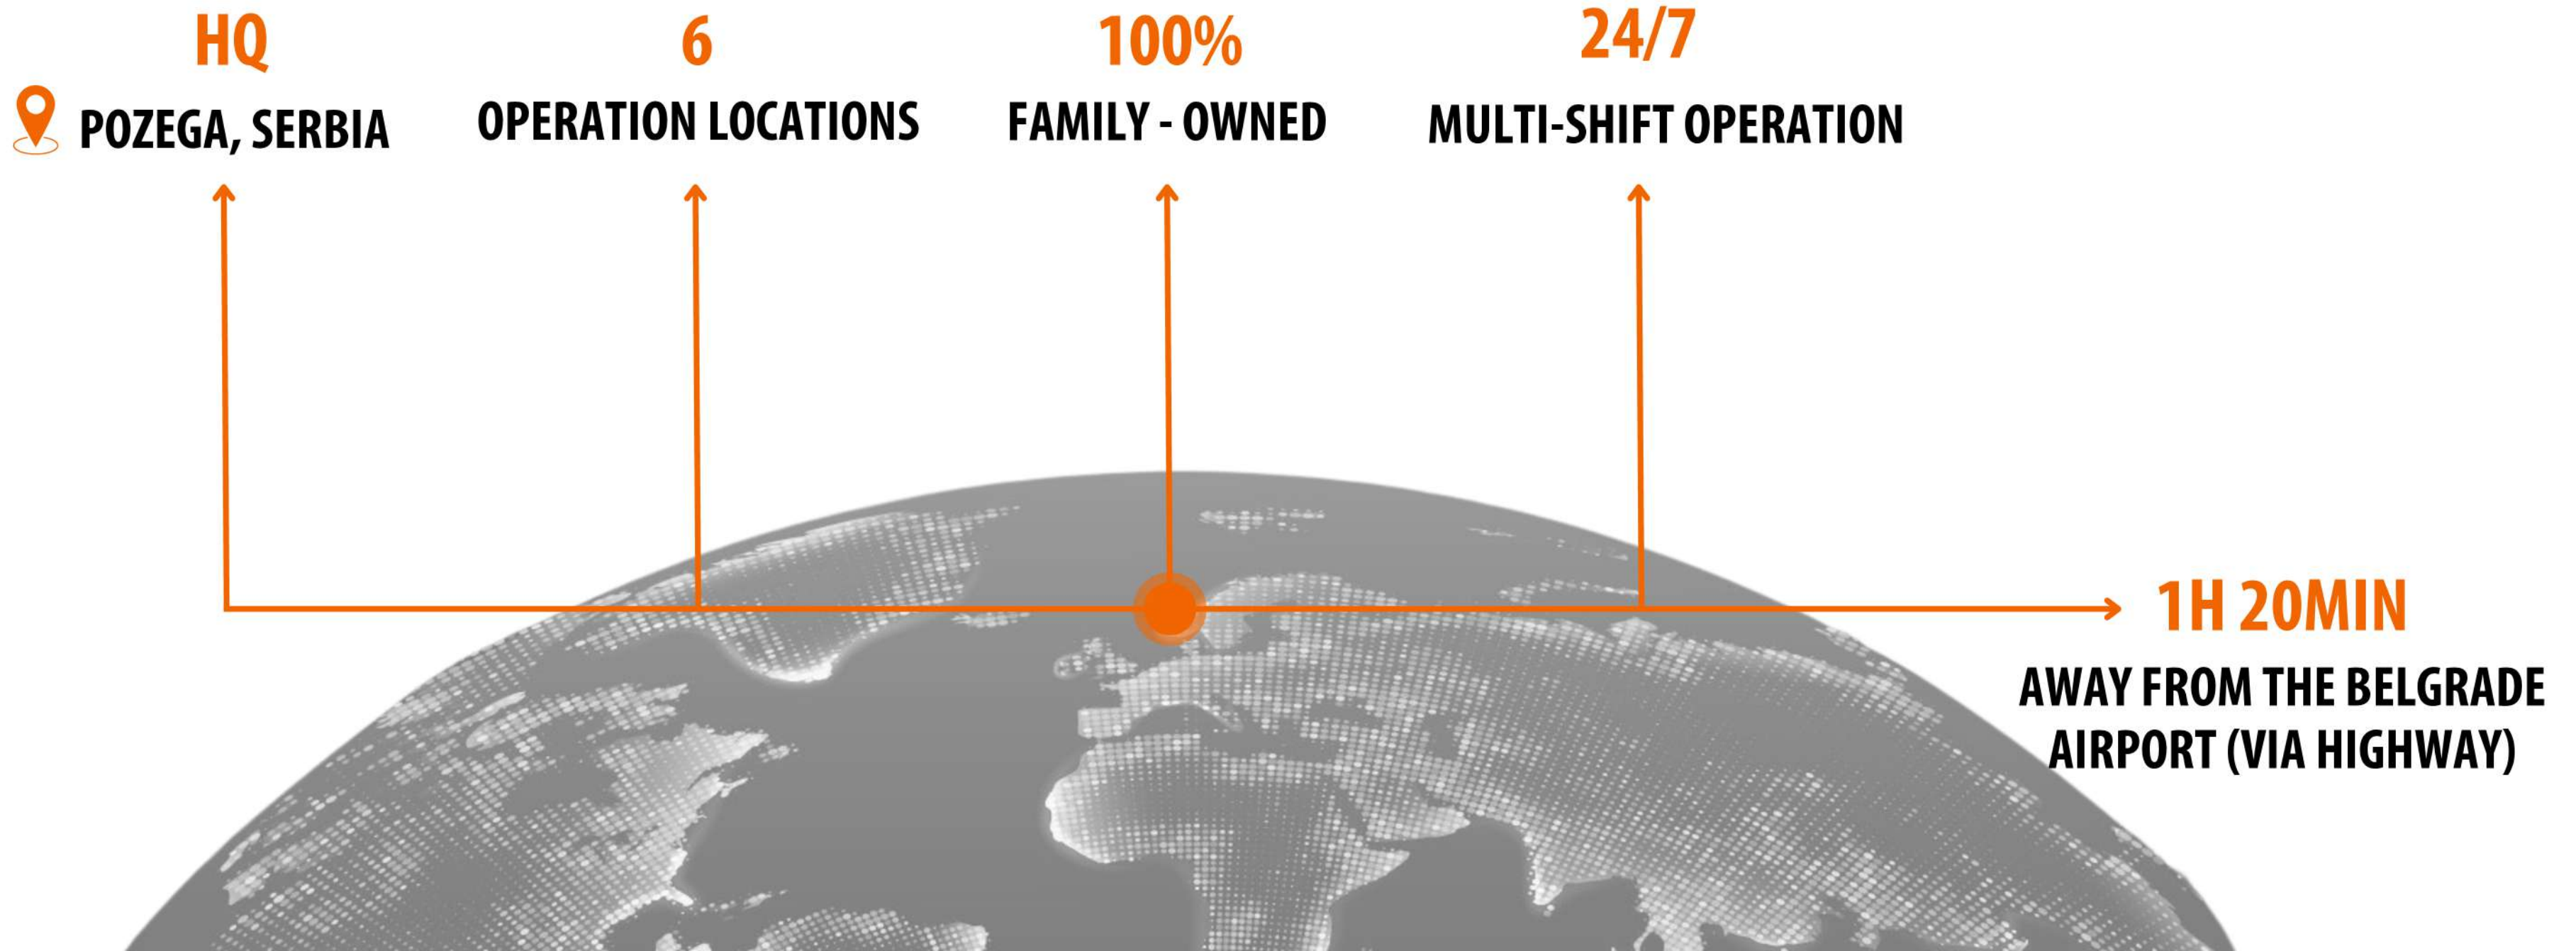 HQ
POZEGA, SERBIA
6
OPERATION LOCATIONS
100%
FAMILY - OWNED
24/7
MULTI-SHIFT OPERATION
1H 20MIN
AWAY FROM THE BELGRADE
AIRPORT (VIA HIGHWAY)